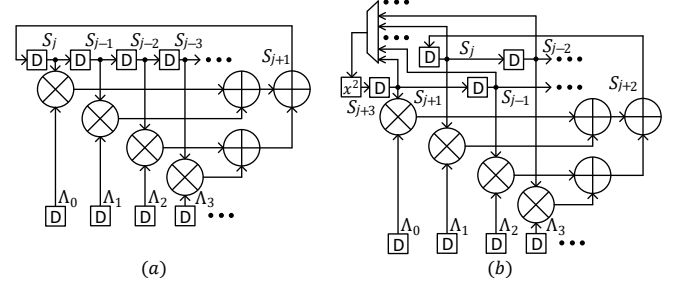 S_j S_{j-1} S_{j-2} S_{j-3} S_{j+1}
D D D D
Λ_0 Λ_1 Λ_2 Λ_3
D D D D
(a)
S_j S_{j-2}
D D
S_{j+2}
x^2 D D
S_{j+3} S_{j+1} S_{j-1}
Λ_0 Λ_1 Λ_2 Λ_3
D D D D
(b)